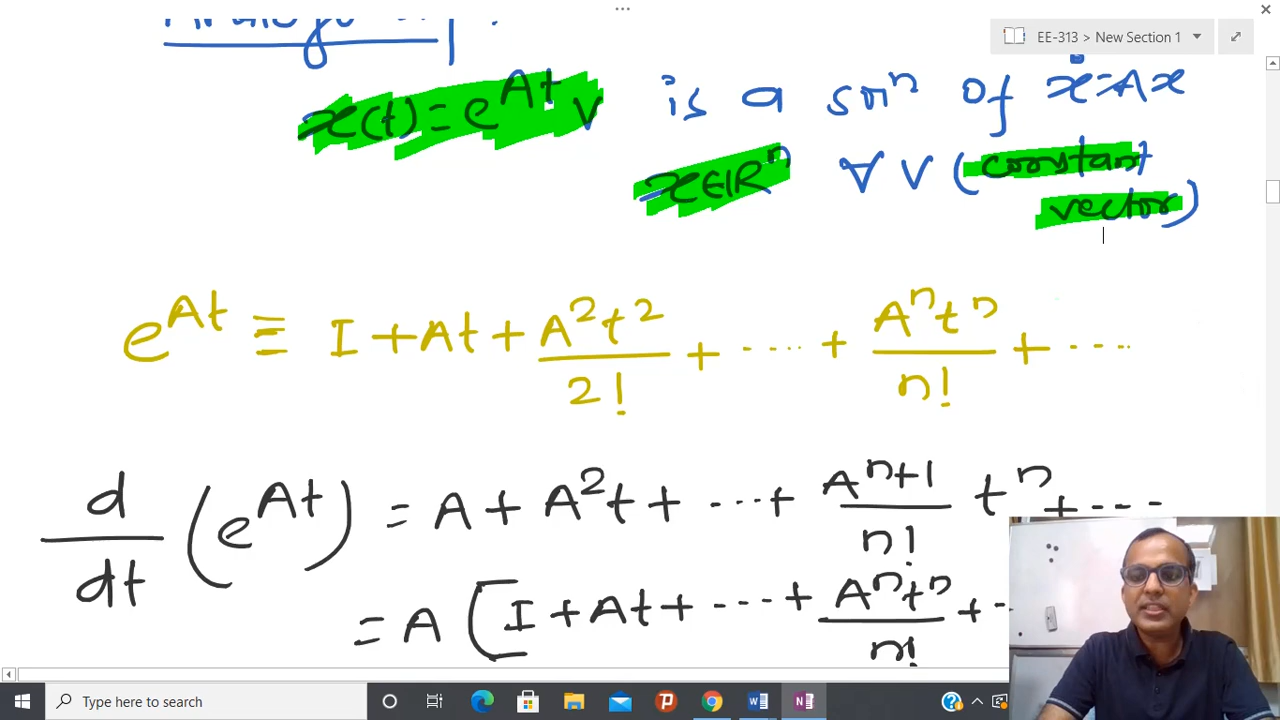 EE-313 > New Section 1
x(t) = e^{At} v is a sol^n of ẋ = Ax
x ∈ ℝ^n ∀ v (constant
vector)
e^{At} ≡ I + At + A^2t^2/2! + ..... + A^nt^n/n! + .....
d/dt (e^{At}) = A + A^2t + ... + A^{n+1}/n! t^n + ...
= A [I + At + ... + A^nt^n/n! + ..
Type here to search